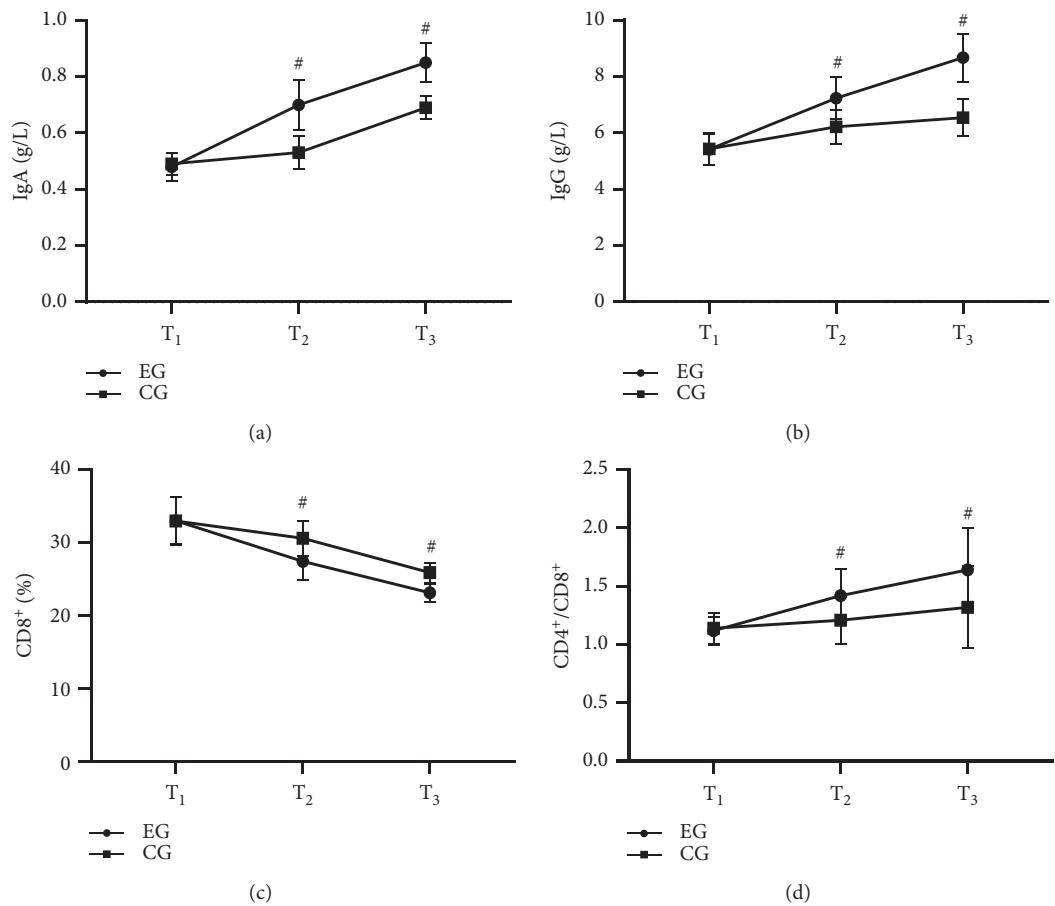 1.0
0.8
0.6
0.4
0.2
0.0
IgA (g/L)
#
#
T1
T2
T3
EG
CG
(a)
10
8
6
4
2
0
IgG (g/L)
#
#
T1
T2
T3
EG
CG
(b)
40
30
20
10
0
CD8+ (%)
#
#
T1
T2
T3
EG
CG
(c)
2.5
2.0
1.5
1.0
0.5
0.0
CD4+/CD8+
#
#
T1
T2
T3
EG
CG
(d)